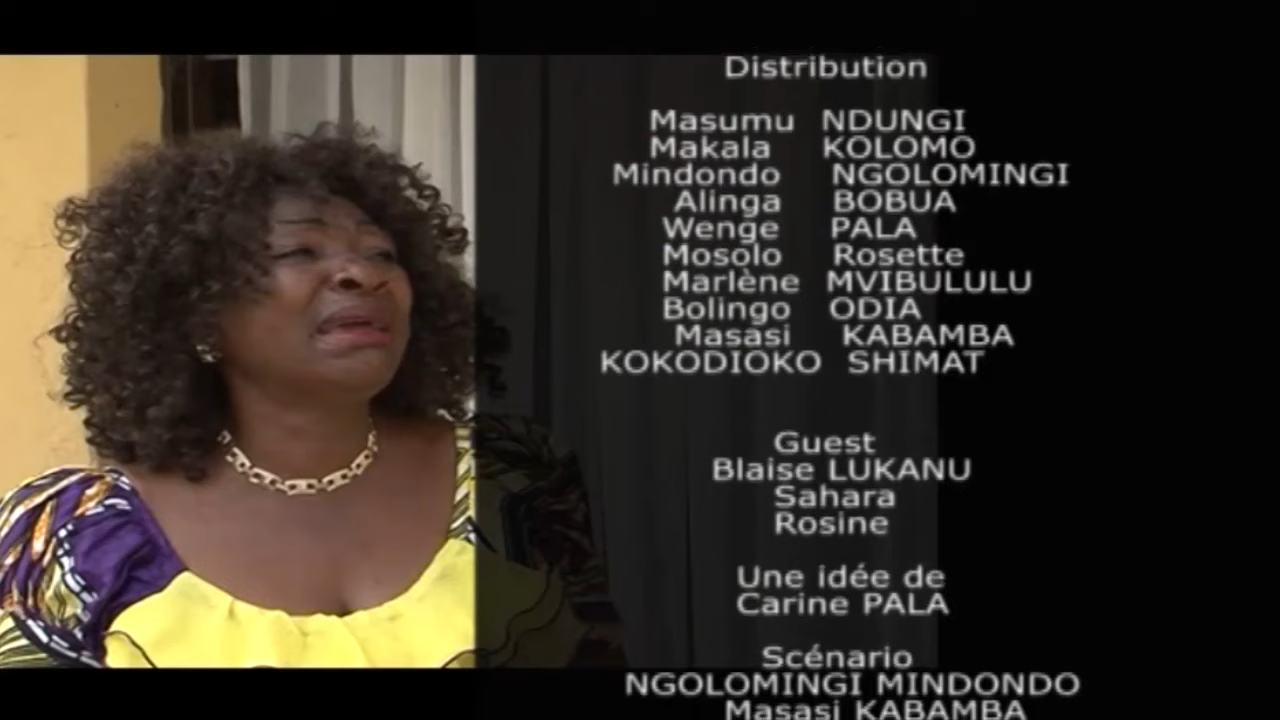 Distribution
Masumu NDUNGI
Makala KOLOMO
Mindondo NGOLOMINGI
Alinga BOBUA
Wenge PALA
Mosolo Rosette
Marlène MVIBULULU
Bolingo ODIA
Masasi KABAMBA
KOKODIOKO SHIMAT
Guest
Blaise LUKANU
Sahara
Rosine
Une idée de
Carine PALA
Scénario
NGOLOMINGI MINDONDO
Masasi KABAMBA